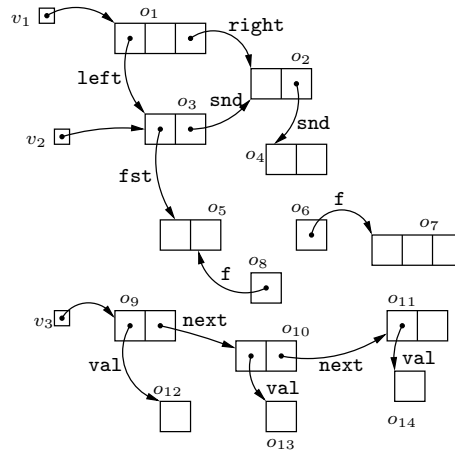 v1
o1
right
o2
left
o3
snd
snd
v2
o4
fst
o5
o6
f
o7
f
o8
v3
o9
next
o10
o11
val
o12
val
next
val
o13
o14